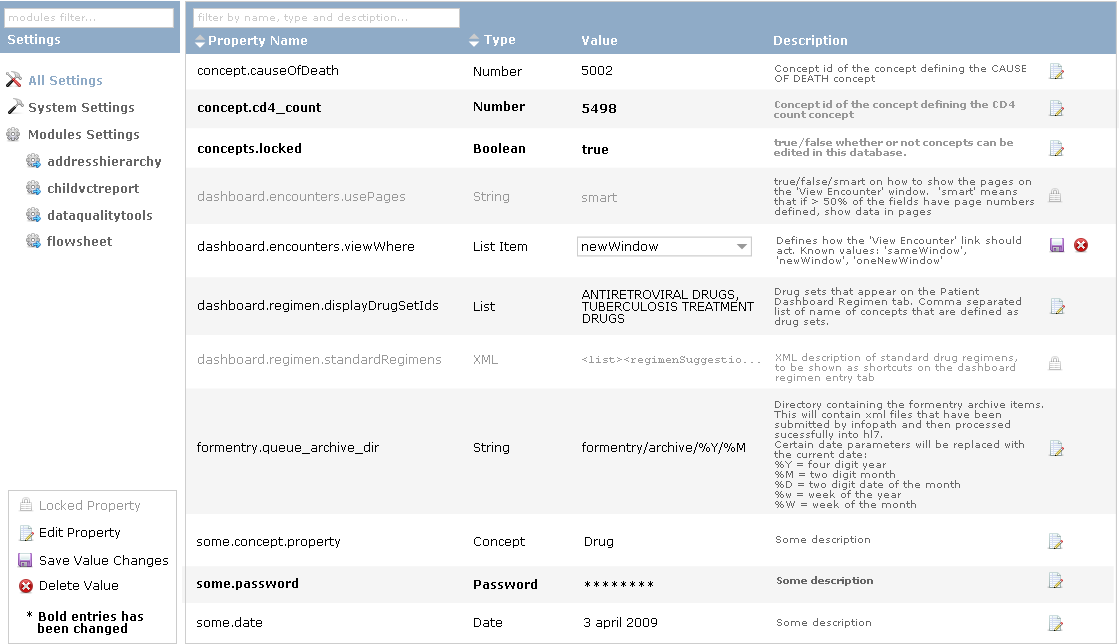 modules filter...
Settings
All Settings
System Settings
Modules Settings
addresshierarchy
childvctreport
dataqualitytools
flowsheet
Locked Property
Edit Property
Save Value Changes
Delete Value
* Bold entries has
been changed
filter by name, type and desctiption...
Property Name Type Value Description
concept.causeOfDeath Number 5002
Concept id of the concept defining the CAUSE
OF DEATH concept
concept.cd4_count Number 5498
Concept id of the concept defining the CD4
count concept
concepts.locked Boolean true
true/false whether or not concepts can be
edited in this database.
dashboard.encounters.usePages String smart
true/false/smart on how to show the pages on
the 'View Encounter' window.  'smart' means
that if > 50% of the fields have page numbers
defined, show data in pages
dashboard.encounters.viewWhere List Item newWindow
Defines how the 'View Encounter' link should
act. Known values: 'sameWindow',
'newWindow', 'oneNewWindow'
dashboard.regimen.displayDrugSetIds List
ANTIRETROVIRAL DRUGS,
TUBERCULOSIS TREATMENT
DRUGS
Drug sets that appear on the Patient
Dashboard Regimen tab. Comma separated
list of name of concepts that are defined as
drug sets.
dashboard.regimen.standardRegimens XML <list><regimenSuggestio...
XML description of standard drug regimens,
to be shown as shortcuts on the dashboard
regimen entry tab
formentry.queue_archive_dir String formentry/archive/%Y/%M
Directory containing the formentry archive items.
This will contain xml files that have been
submitted by infopath and then processed
sucessfully into hl7.
Certain date parameters will be replaced with
the current date:
%Y = four digit year
%M = two digit month
%D = two digit date of the month
%w = week of the year
%W = week of the month
some.concept.property Concept Drug Some description
some.password Password ******** Some description
some.date Date 3 april 2009 Some description